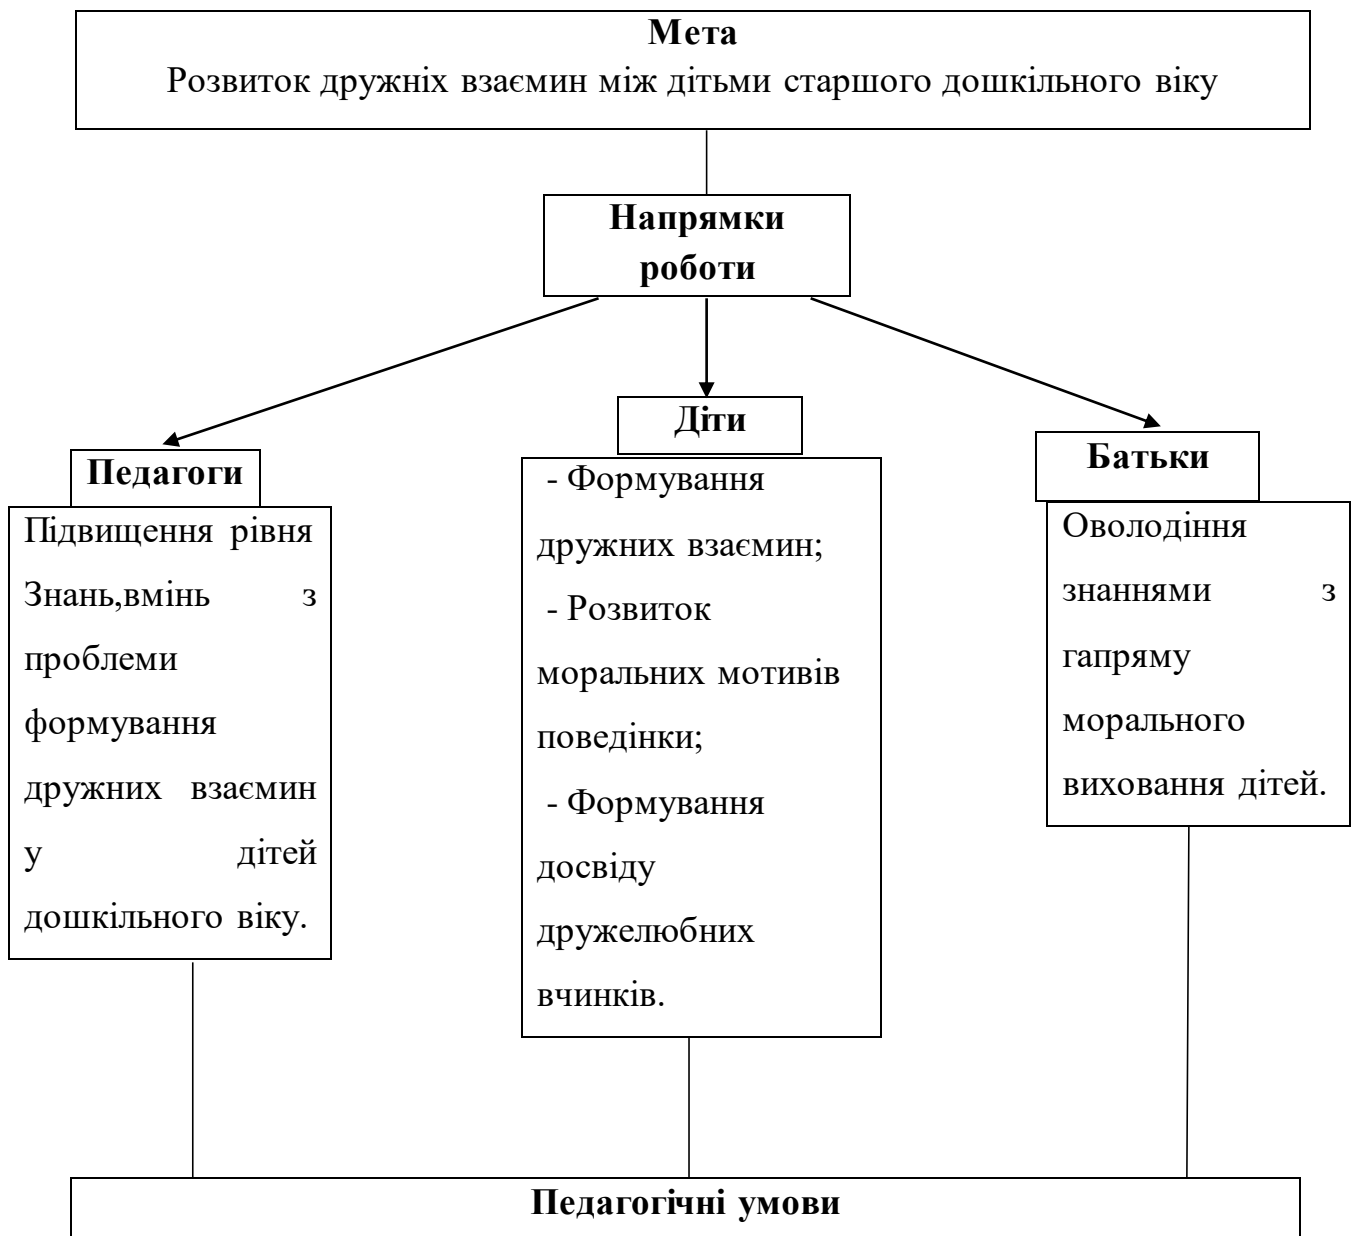 Мета
Розвиток дружніх взаємин між дітьми старшого дошкільного віку
Напрямки
роботи
Педагоги
Підвищення рівня
Знань,вмінь з
проблеми
формування
дружних взаємин
у дітей
дошкільного віку.
Діти
- Формування
дружних взаємин;
- Розвиток
моральних мотивів
поведінки;
- Формування
досвіду
дружелюбних
вчинків.
Батьки
Оволодіння
знаннями з
гапряму
морального
виховання дітей.
Педагогічні умови